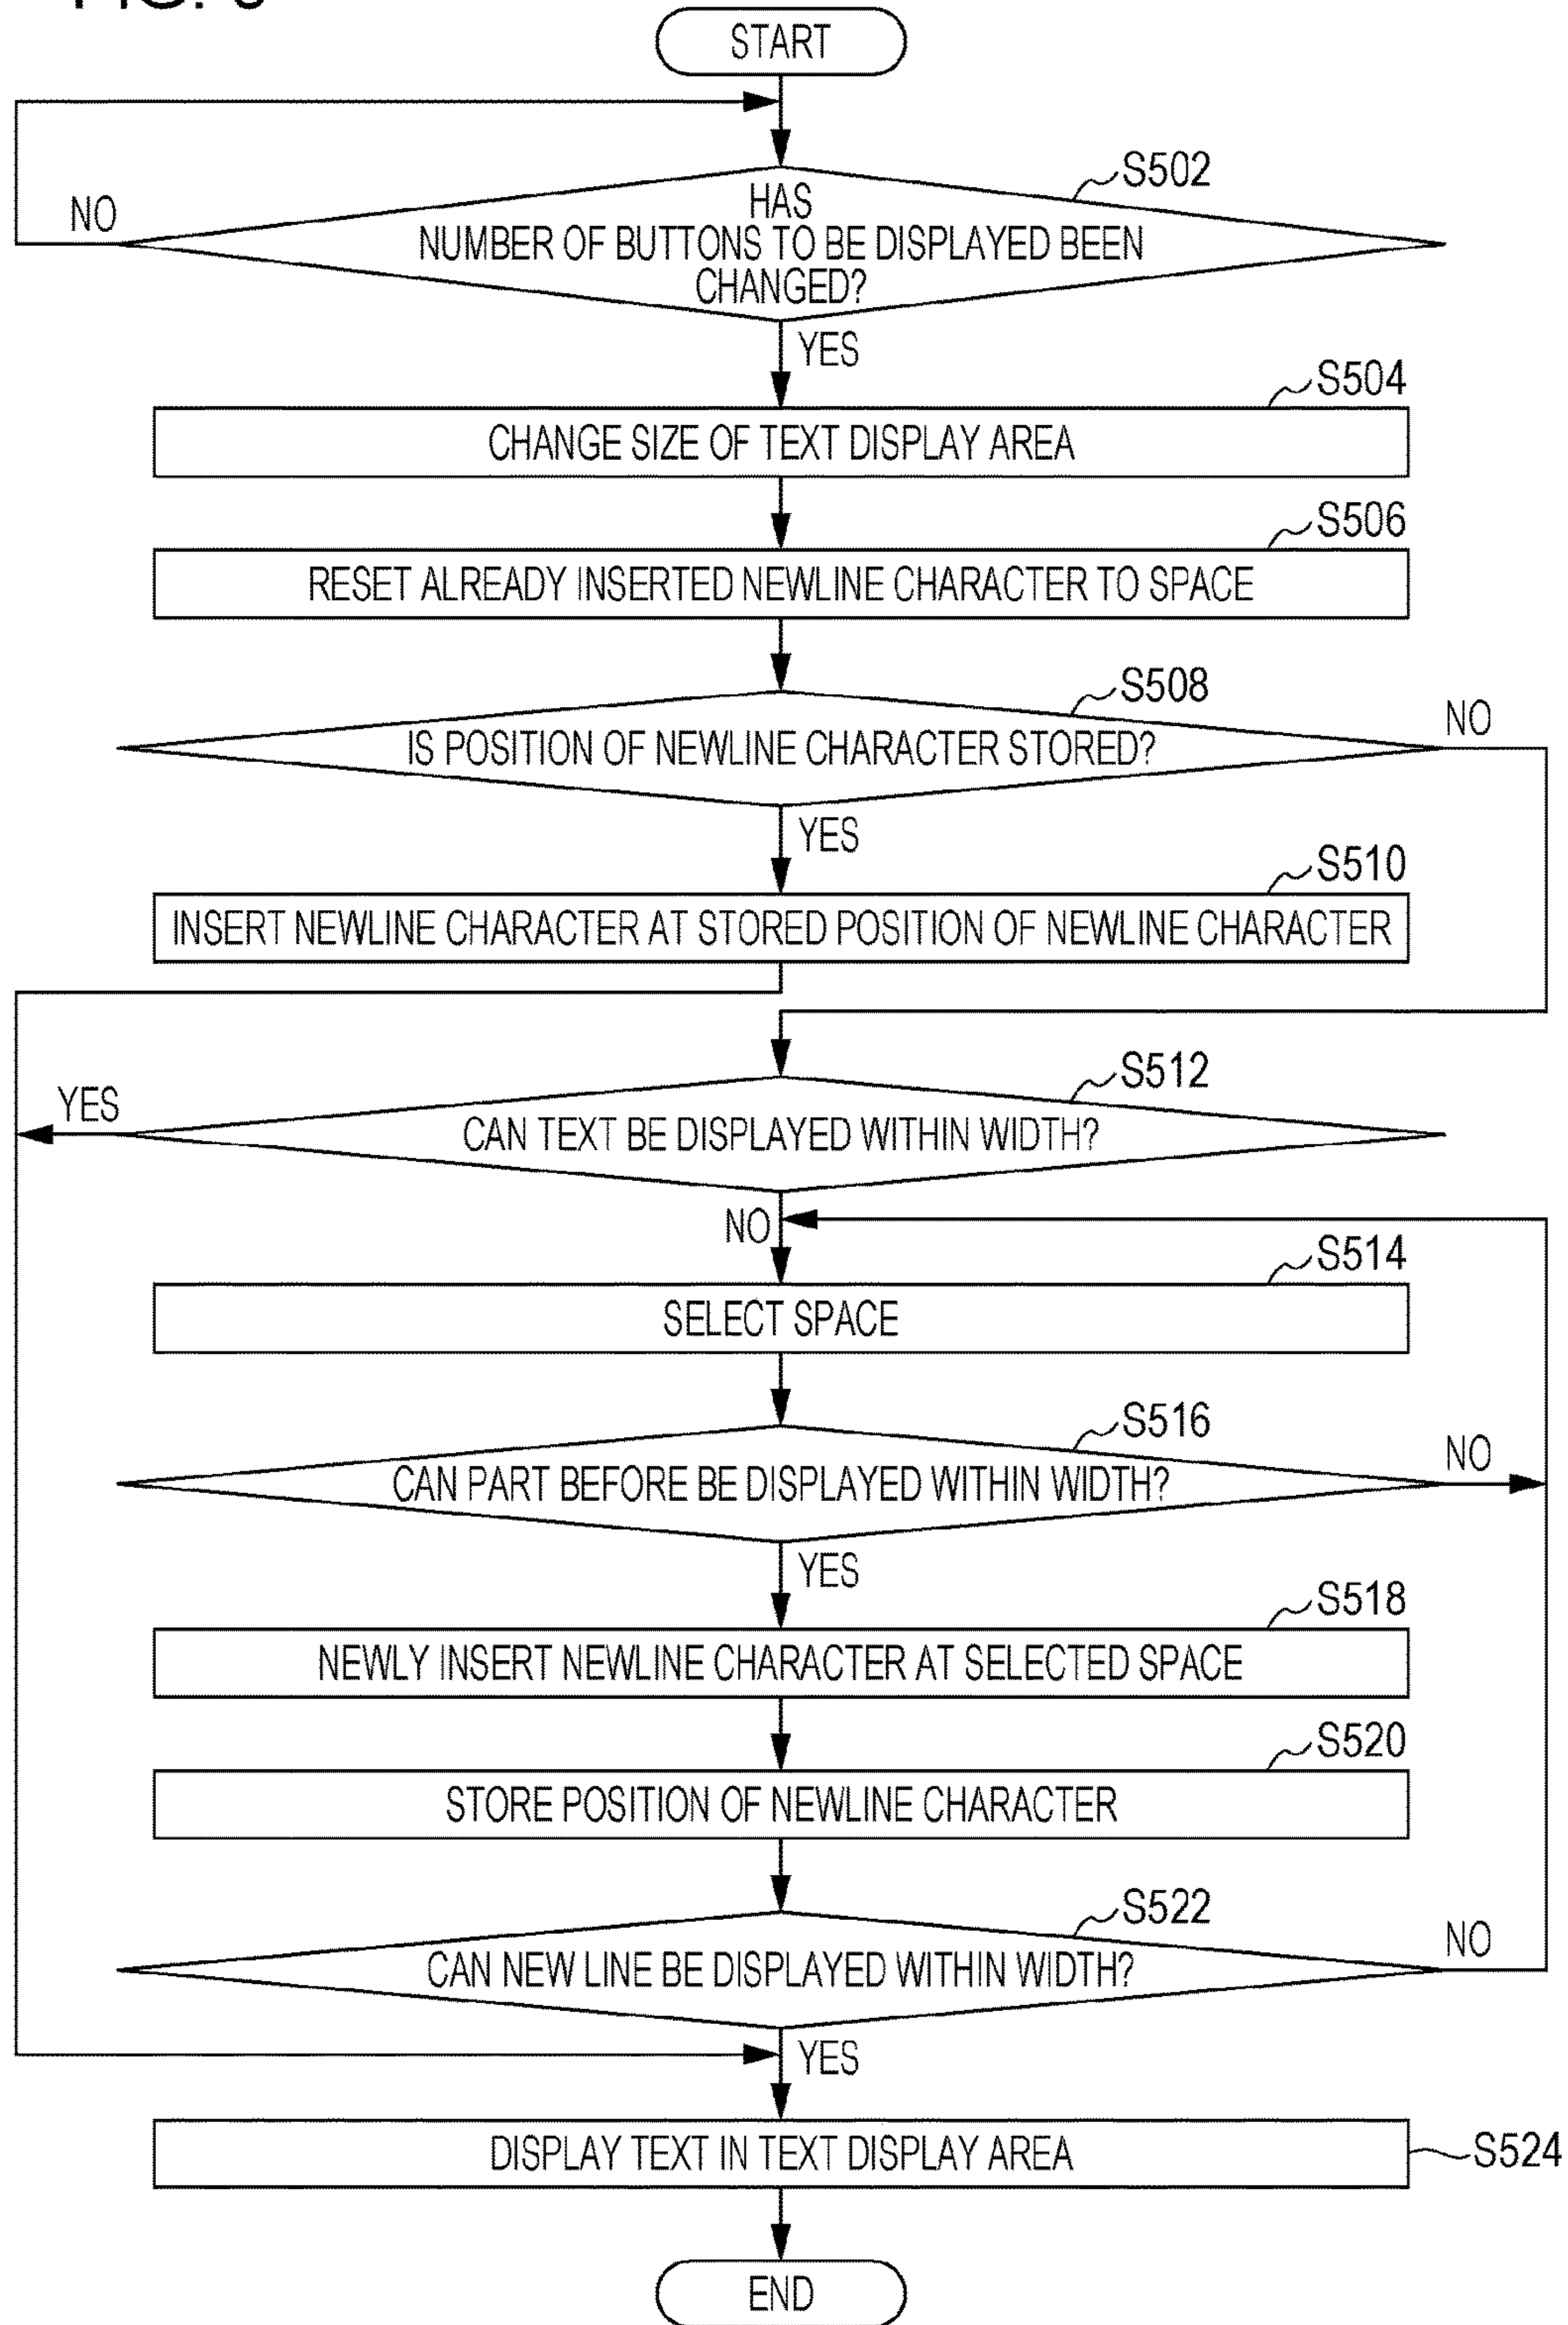 START
S502
NO
HAS
NUMBER OF BUTTONS TO BE DISPLAYED BEEN
CHANGED?
YES
S504
CHANGE SIZE OF TEXT DISPLAY AREA
S506
RESET ALREADY INSERTED NEWLINE CHARACTER TO SPACE
S508
NO
IS POSITION OF NEWLINE CHARACTER STORED?
YES
S510
INSERT NEWLINE CHARACTER AT STORED POSITION OF NEWLINE CHARACTER
S512
YES
CAN TEXT BE DISPLAYED WITHIN WIDTH?
NO
S514
SELECT SPACE
S516
NO
CAN PART BEFORE BE DISPLAYED WITHIN WIDTH?
YES
S518
NEWLY INSERT NEWLINE CHARACTER AT SELECTED SPACE
S520
STORE POSITION OF NEWLINE CHARACTER
S522
NO
CAN NEW LINE BE DISPLAYED WITHIN WIDTH?
YES
DISPLAY TEXT IN TEXT DISPLAY AREA
S524
END